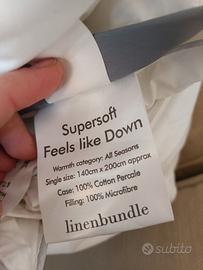 Supersoft
Feels like Down
Warmth category: All Seasons
Single size: 140cm x 200cm approx
Case: 100% Cotton Percale
Filling: 100% Microfibre
linenbundle
subito